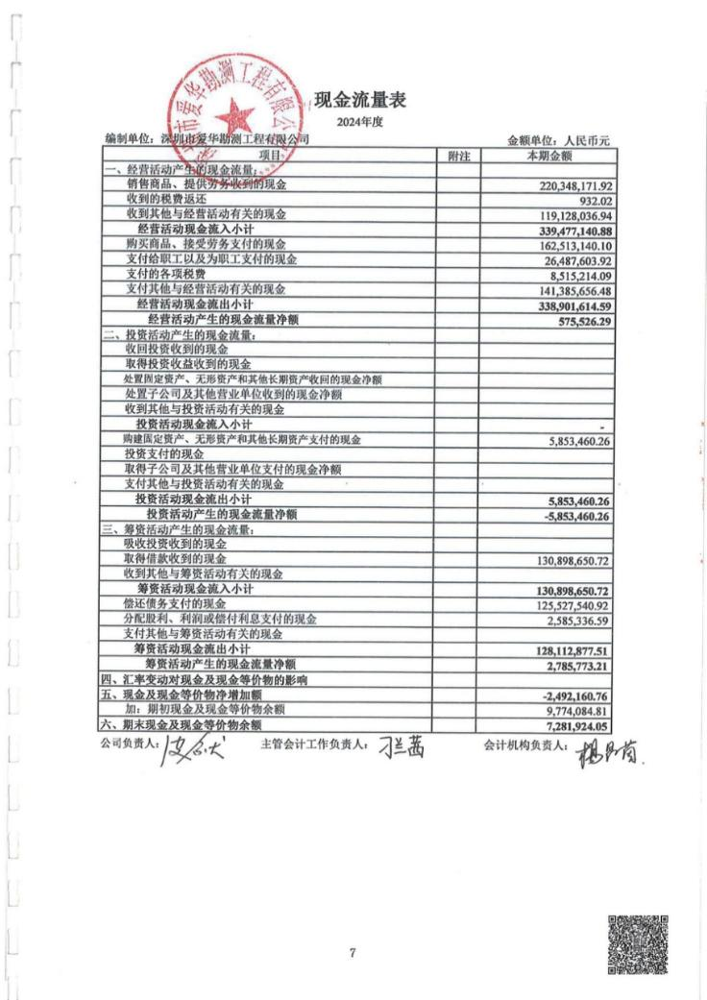 现金流量表
2024年度
编制单位：深圳市爱华勘测工程有限公司 金额单位：人民币元
项目 附注 本期金额
一、经营活动产生的现金流量：
销售商品、提供劳务收到的现金 220,348,171.92
收到的税费返还 932.02
收到其他与经营活动有关的现金 119,128,036.94
经营活动现金流入小计 339,477,140.88
购买商品、接受劳务支付的现金 162,513,140.10
支付给职工以及为职工支付的现金 26,487,603.92
支付的各项税费 8,515,214.09
支付其他与经营活动有关的现金 141,385,656.48
经营活动现金流出小计 338,901,614.59
经营活动产生的现金流量净额 575,526.29
二、投资活动产生的现金流量：
收回投资收到的现金
取得投资收益收到的现金
处置固定资产、无形资产和其他长期资产收回的现金净额
处置子公司及其他营业单位收到的现金净额
收到其他与投资活动有关的现金
投资活动现金流入小计 -
购建固定资产、无形资产和其他长期资产支付的现金 5,853,460.26
投资支付的现金
取得子公司及其他营业单位支付的现金净额
支付其他与投资活动有关的现金
投资活动现金流出小计 5,853,460.26
投资活动产生的现金流量净额 -5,853,460.26
三、筹资活动产生的现金流量：
吸收投资收到的现金
取得借款收到的现金 130,898,650.72
收到其他与筹资活动有关的现金
筹资活动现金流入小计 130,898,650.72
偿还债务支付的现金 125,527,540.92
分配股利、利润或偿付利息支付的现金 2,585,336.59
支付其他与筹资活动有关的现金
筹资活动现金流出小计 128,112,877.51
筹资活动产生的现金流量净额 2,785,773.21
四、汇率变动对现金及现金等价物的影响
五、现金及现金等价物净增加额 -2,492,160.76
加：期初现金及现金等价物余额 9,774,084.81
六、期末现金及现金等价物余额 7,281,924.05
公司负责人： 主管会计工作负责人：刁兰茜 会计机构负责人：
7